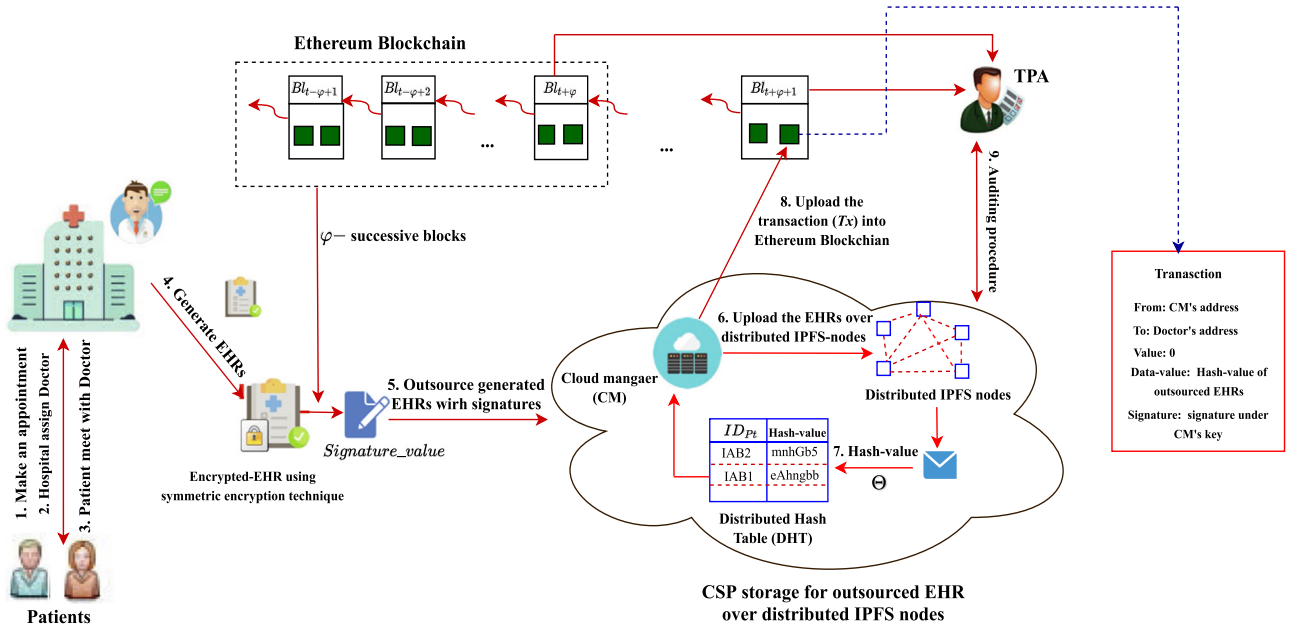 Ethereum Blockchain
Bl_{t-φ+1}
Bl_{t-φ+2}
Bl_{t+φ}
Bl_{t+φ+1}
...
...
TPA
φ− successive blocks
8. Upload the
transaction (Tx) into
Ethereum Blockchian
9. Auditing procedure
4. Generate EHRs
1. Make an appointment
2. Hospital assign Doctor
3. Patient meet with Doctor
Patients
Encrypted-EHR using
symmetric encryption technique
Signature_value
5. Outsource generated
EHRs wirh signatures
Cloud mangaer
(CM)
6. Upload the EHRs over
distributed IPFS-nodes
Distributed IPFS nodes
7. Hash-value
Θ
ID_{Pt} Hash-value
IAB2 mnhGb5
IAB1 eAhngbb
Distributed Hash
Table (DHT)
CSP storage for outsourced EHR
over distributed IPFS nodes
Tranasction
From: CM's address
To: Doctor's address
Value: 0
Data-value: Hash-value of
outsourced EHRs
Signature: signature under
CM's key